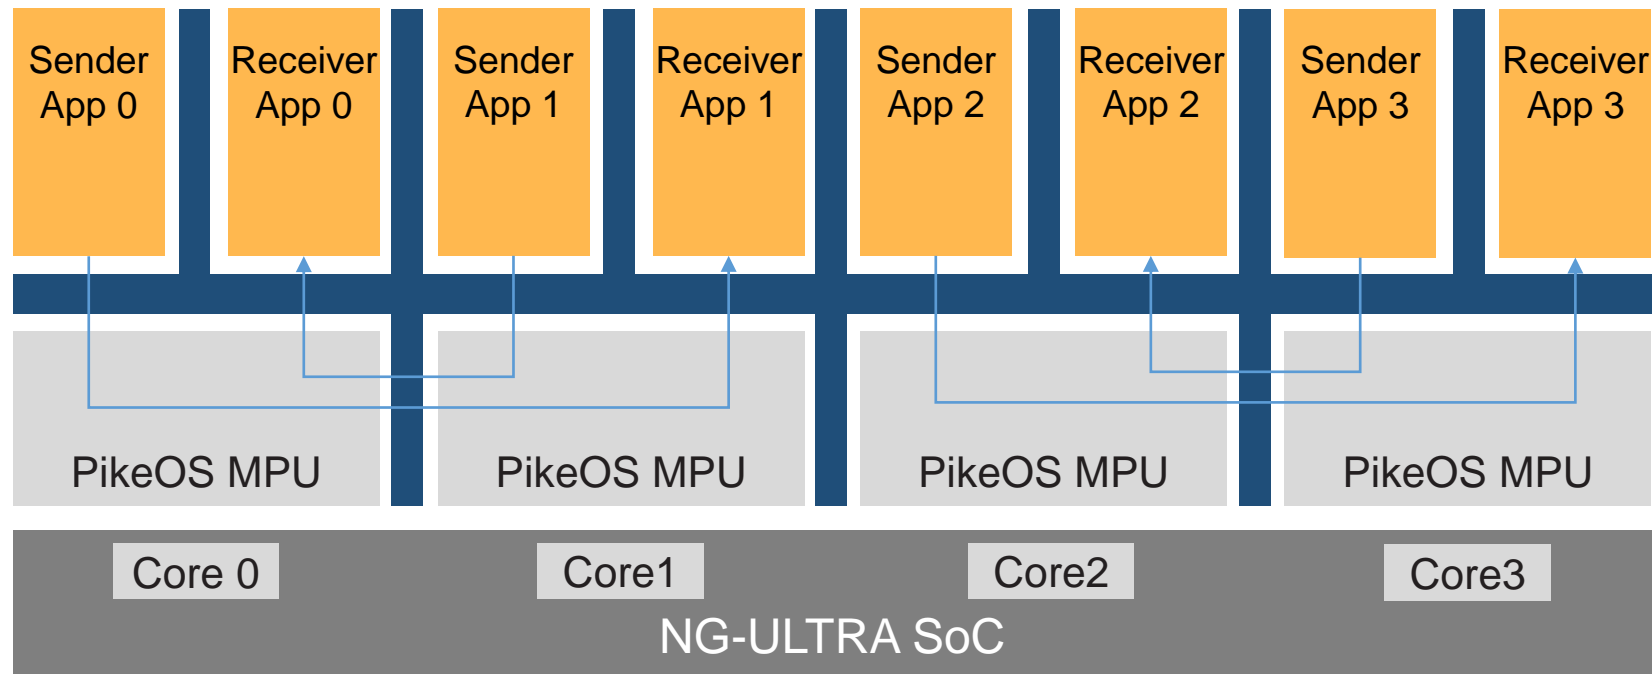 Sender
App 0
Receiver
App 0
Sender
App 1
Receiver
App 1
Sender
App 2
Receiver
App 2
Sender
App 3
Receiver
App 3
PikeOS MPU
PikeOS MPU
PikeOS MPU
PikeOS MPU
Core 0
Core1
Core2
Core3
NG-ULTRA SoC